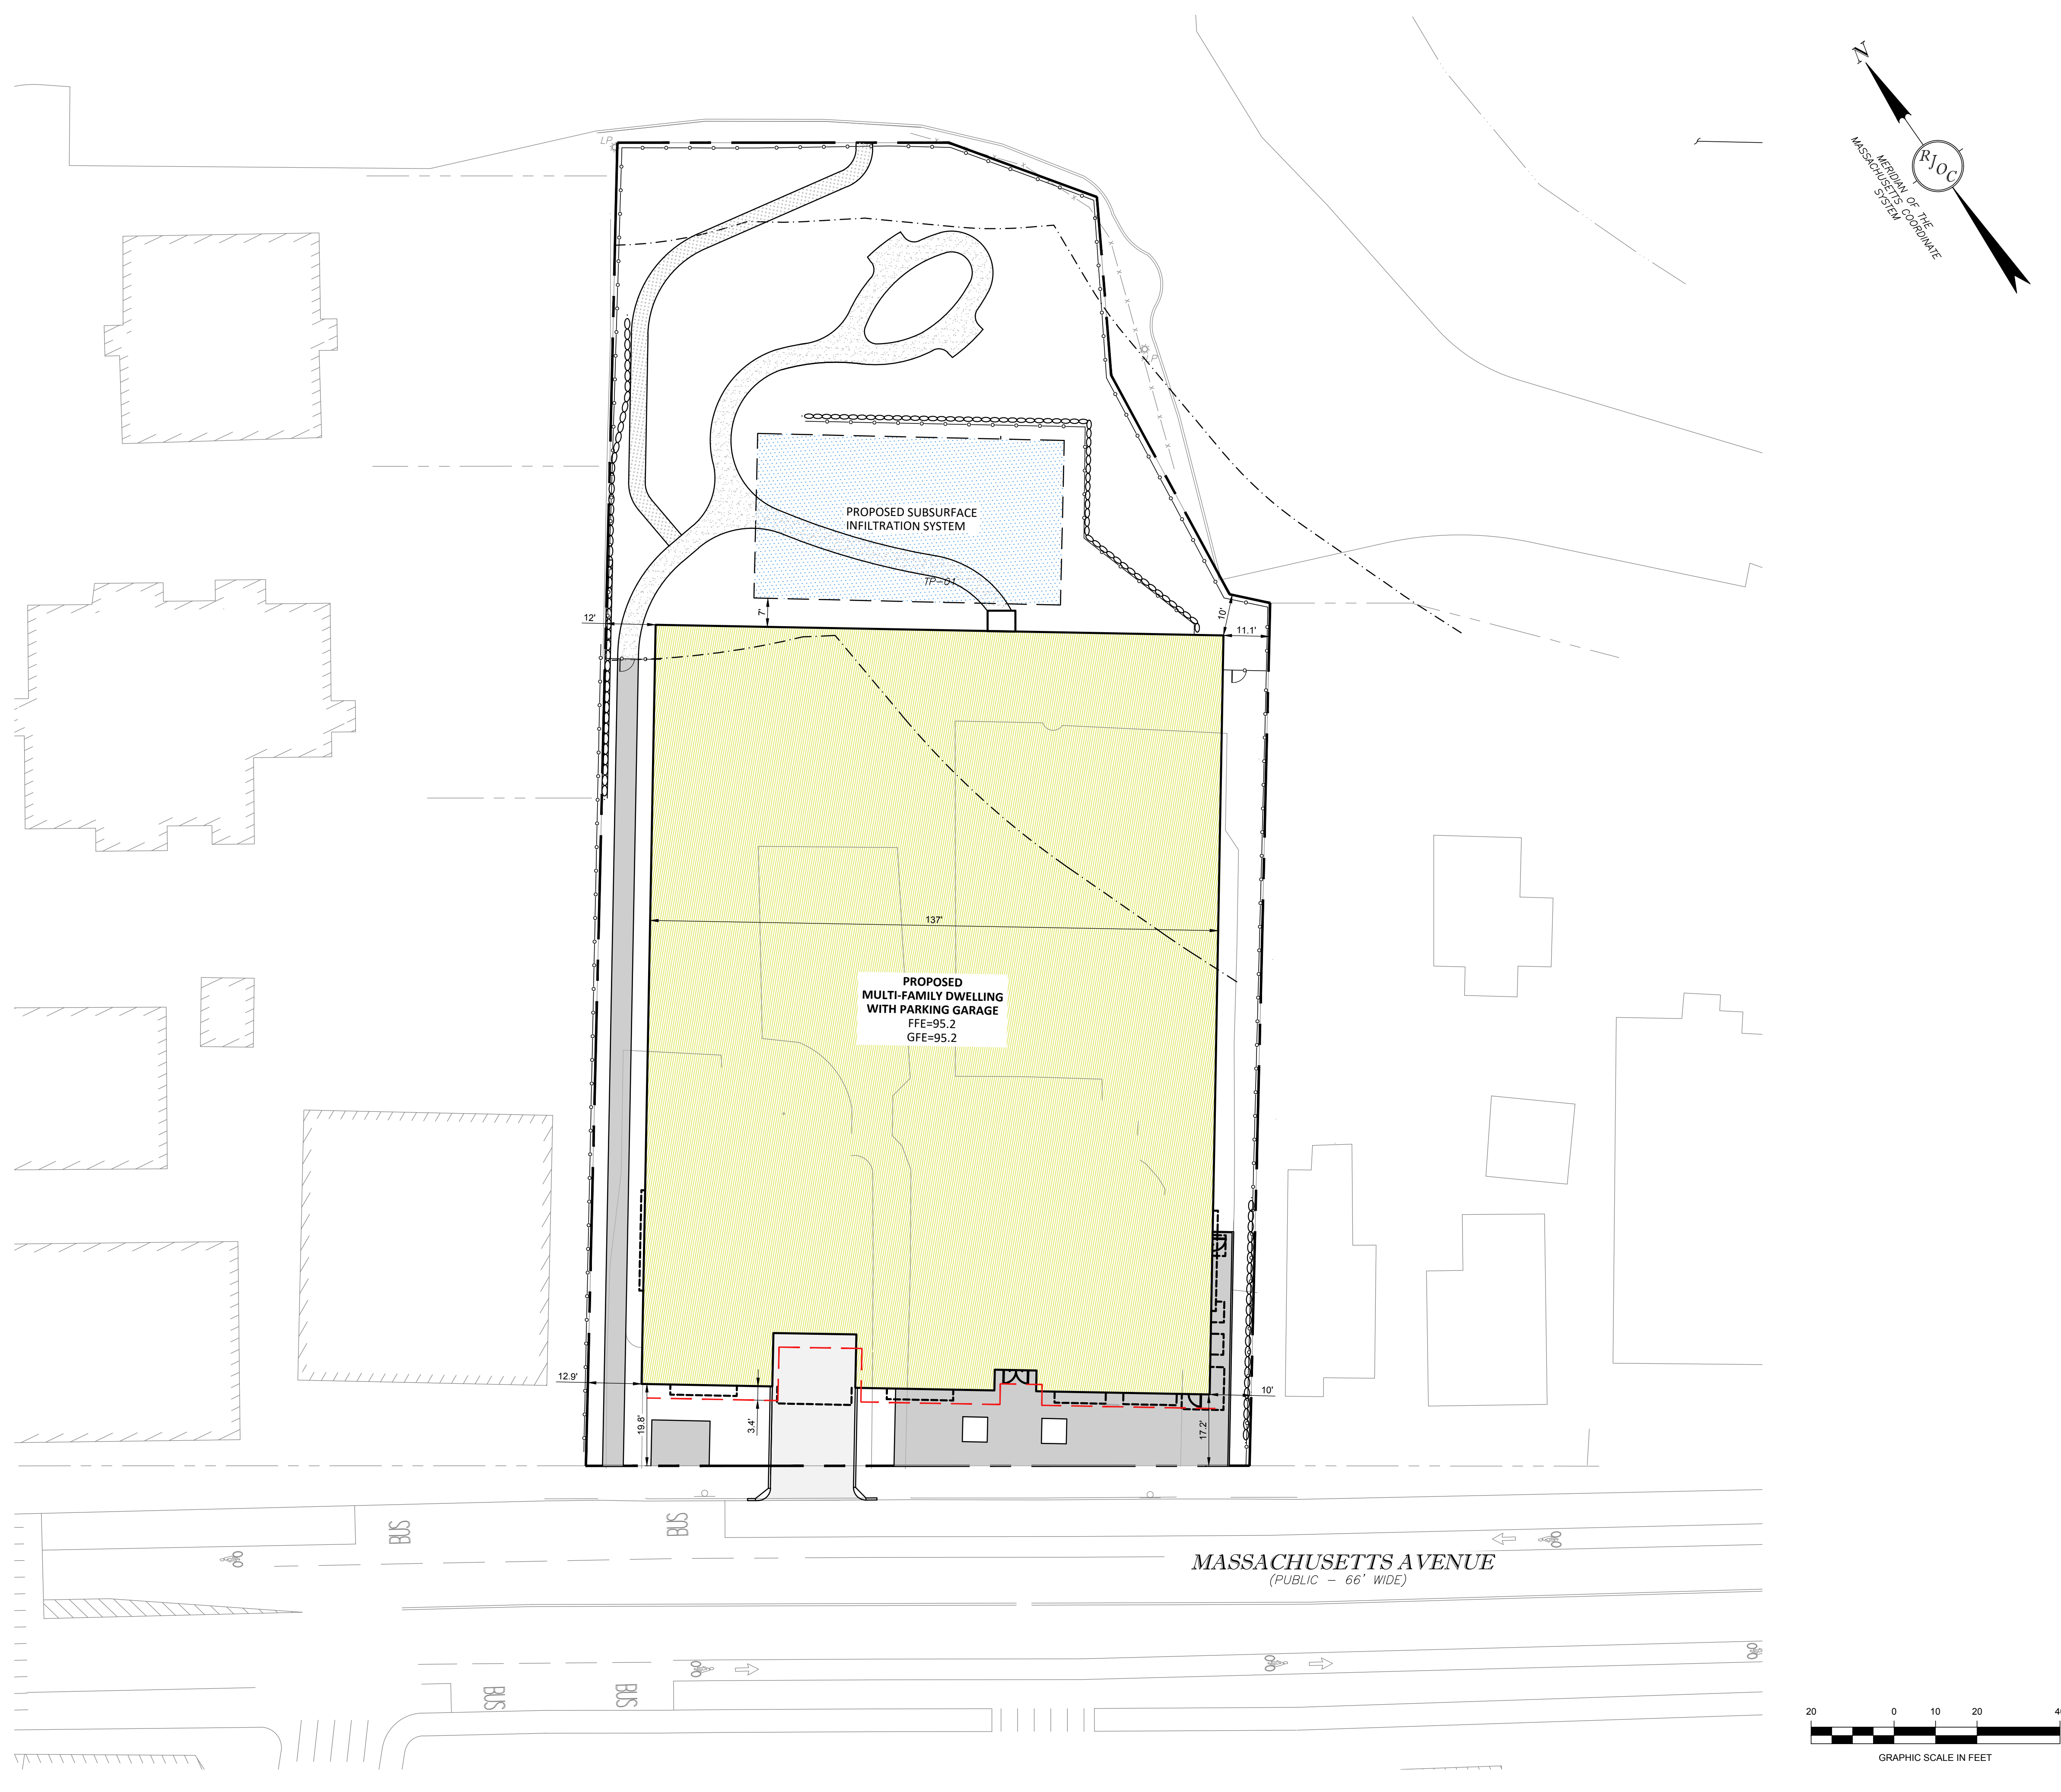 N
RJOC
MERIDIAN OF THE
MASSACHUSETTS COORDINATE
SYSTEM
LP
LP
PROPOSED SUBSURFACE
INFILTRATION SYSTEM
TP-01
7'
12'
10'
11.1'
137'
PROPOSED
MULTI-FAMILY DWELLING
WITH PARKING GARAGE
FFE=95.2
GFE=95.2
12.9'
10'
19.8'
3.4'
17.2'
BUS
BUS
MASSACHUSETTS AVENUE
(PUBLIC - 66' WIDE)
BUS
BUS
20 0 10 20
GRAPHIC SCALE IN FEET